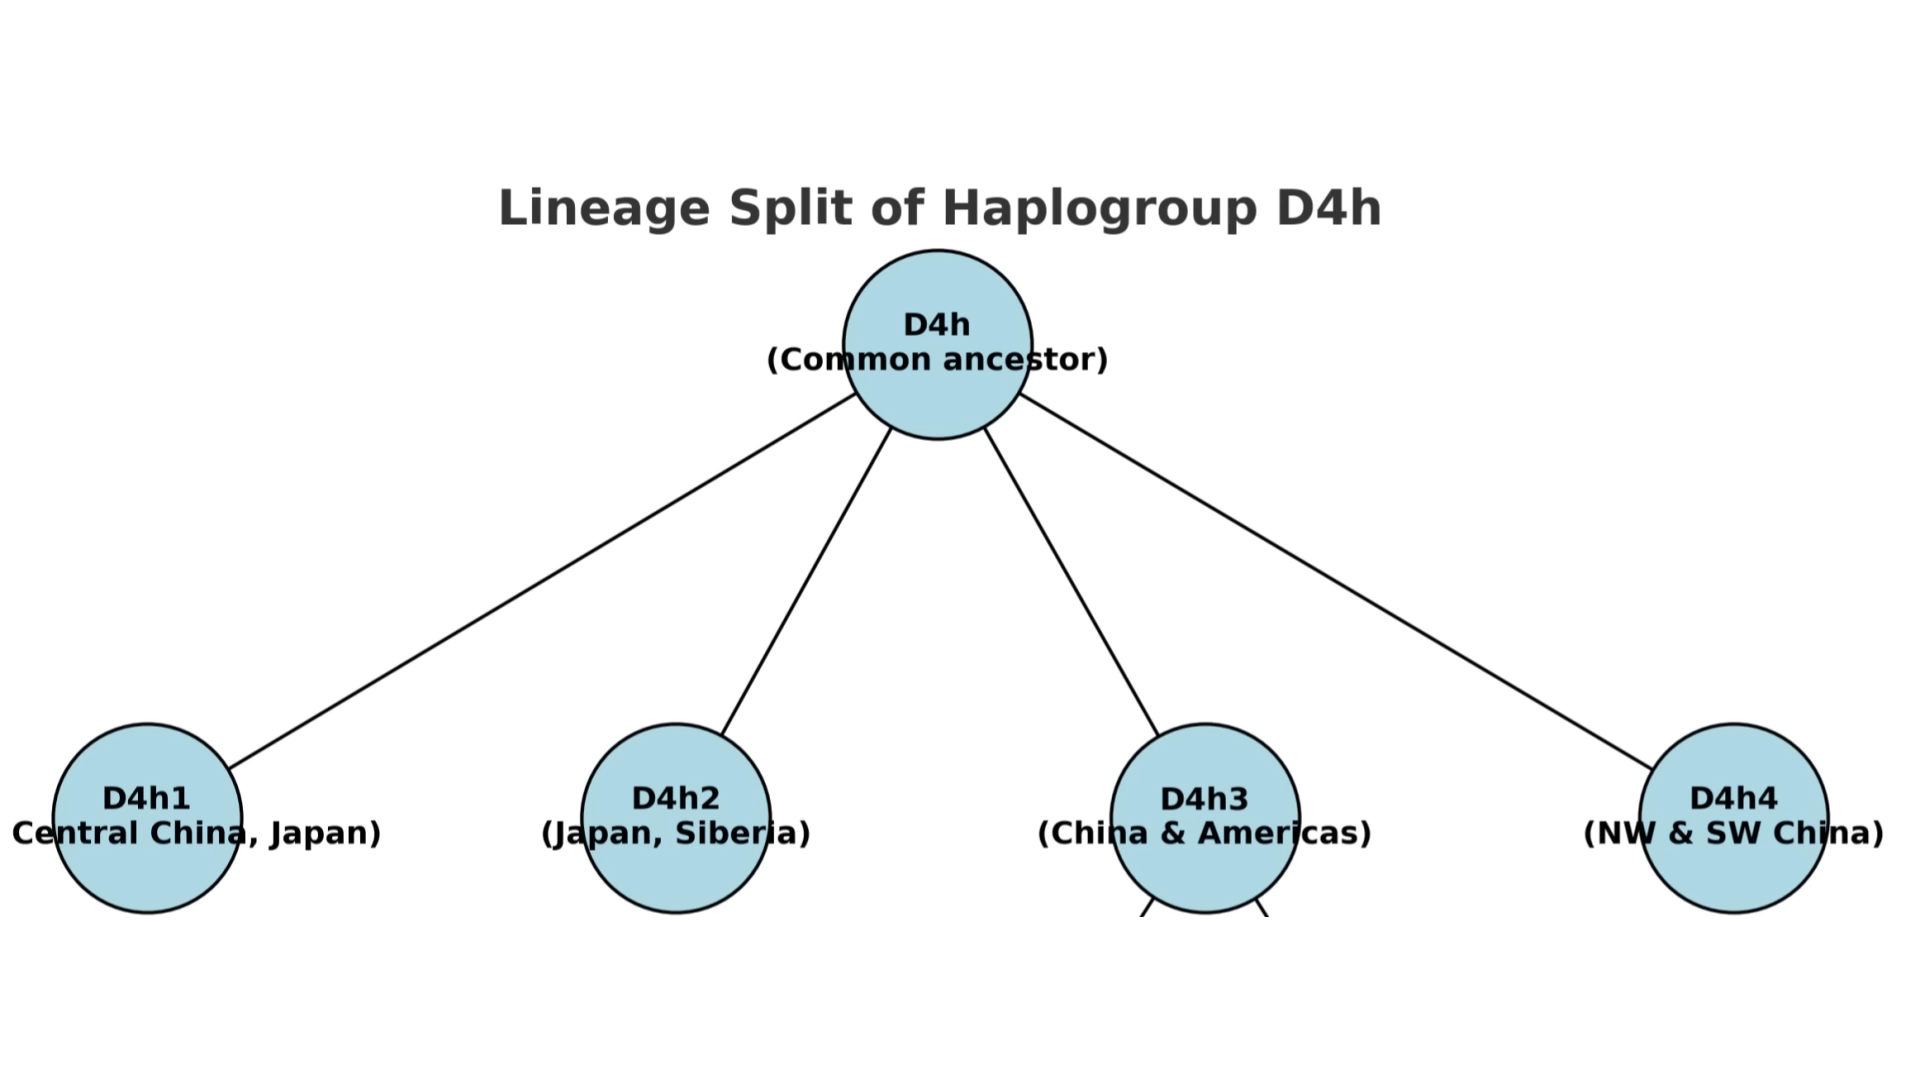 Lineage Split of Haplogroup D4h
D4h
(Common ancestor)
D4h1
Central China, Japan)
D4h2
(Japan, Siberia)
D4h3
(China & Americas)
D4h4
(NW & SW China)